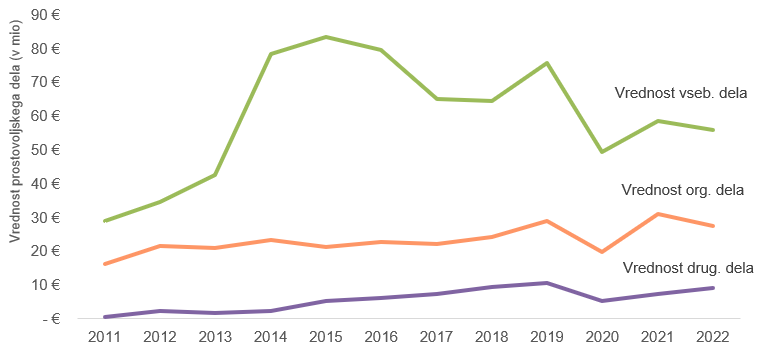 Vrednost prostovoljskega dela (v mio)
90 €
80 €
70 €
60 €
50 €
40 €
30 €
20 €
10 €
- €
Vrednost vseb. dela
Vrednost org. dela
Vrednost drug. dela
2011 2012 2013 2014 2015 2016 2017 2018 2019 2020 2021 2022